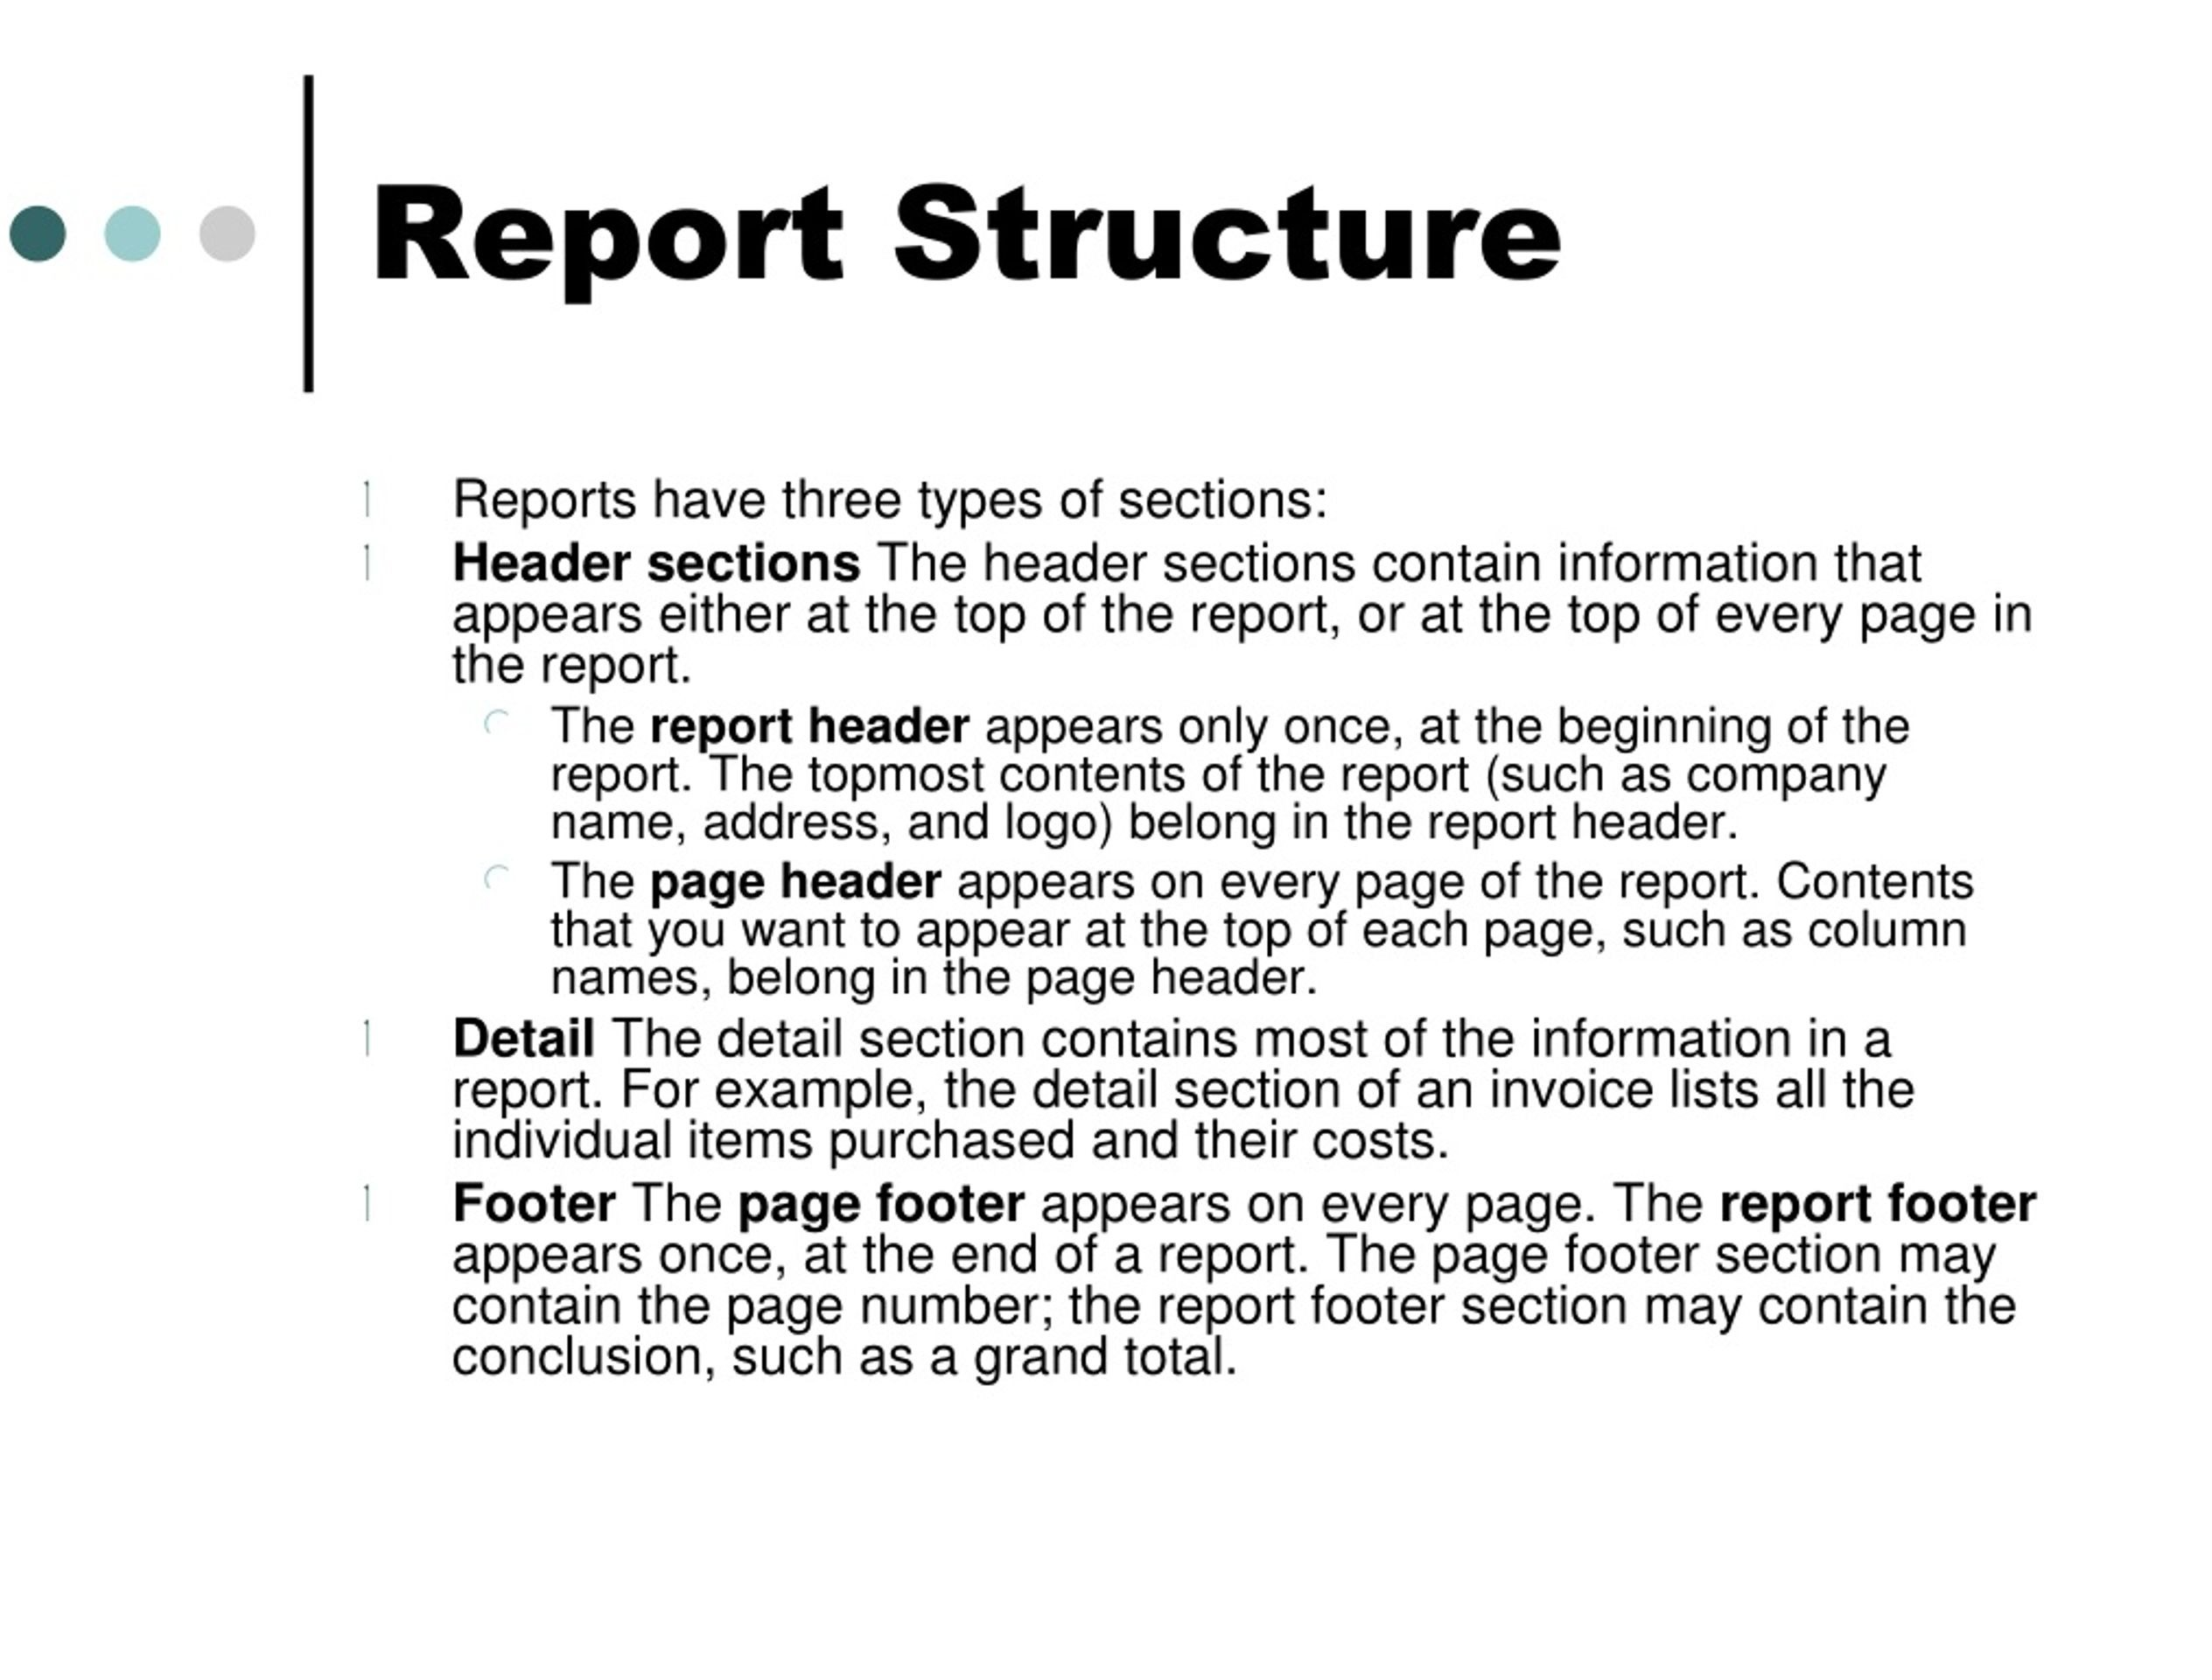 Report Structure
Reports have three types of sections:
Header sections The header sections contain information that
appears either at the top of the report, or at the top of every page in
the report.
The report header appears only once, at the beginning of the
report. The topmost contents of the report (such as company
name, address, and logo) belong in the report header.
The page header appears on every page of the report. Contents
that you want to appear at the top of each page, such as column
names, belong in the page header.
Detail The detail section contains most of the information in a
report. For example, the detail section of an invoice lists all the
individual items purchased and their costs.
Footer The page footer appears on every page. The report footer
appears once, at the end of a report. The page footer section may
contain the page number; the report footer section may contain the
conclusion, such as a grand total.